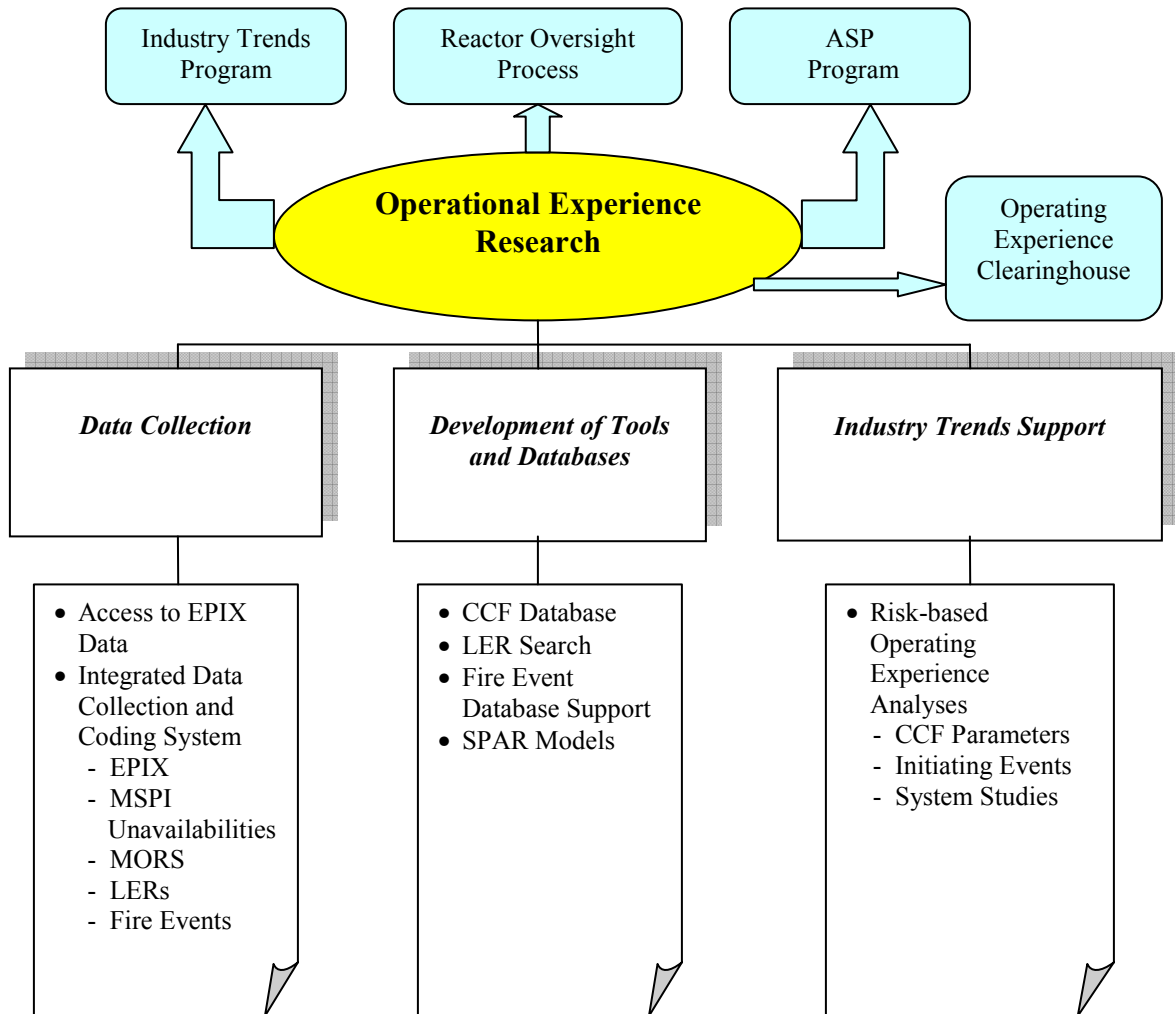 Industry Trends
Program
Reactor Oversight
Process
ASP
Program
Operational Experience
Research
Operating
Experience
Clearinghouse
Data Collection
Development of Tools
and Databases
Industry Trends Support
• Access to EPIX
Data
• Integrated Data
Collection and
Coding System
- EPIX
- MSPI
Unavailabilities
- MORS
- LERs
- Fire Events
• CCF Database
• LER Search
• Fire Event
Database Support
• SPAR Models
• Risk-based
Operating
Experience
Analyses
- CCF Parameters
- Initiating Events
- System Studies